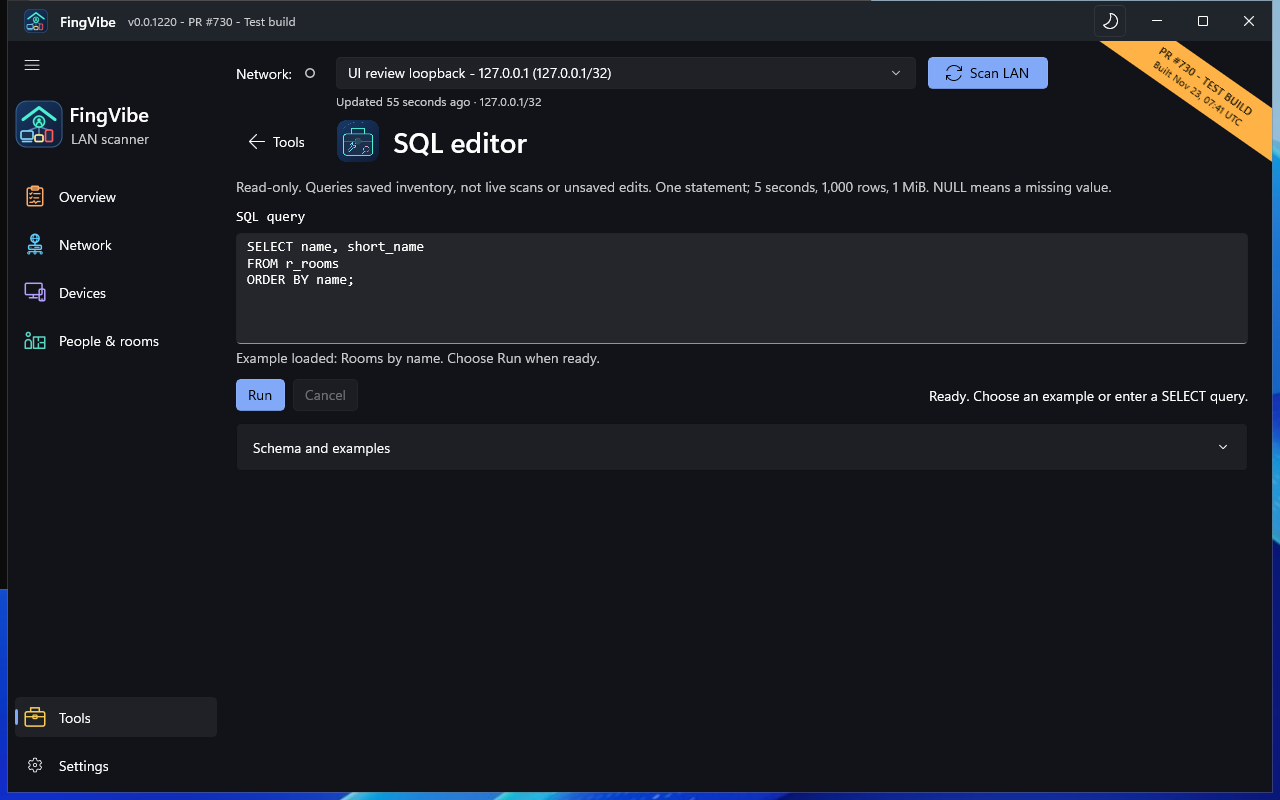 FingVibe v0.0.1220 - PR #730 - Test build
PR #730 - TEST BUILD
Built Nov 23, 07:41 UTC
Network:
UI review loopback - 127.0.0.1 (127.0.0.1/32)
Scan LAN
Updated 55 seconds ago · 127.0.0.1/32
FingVibe
LAN scanner
Overview
Network
Devices
People & rooms
Tools
Settings
Tools
SQL editor
Read-only. Queries saved inventory, not live scans or unsaved edits. One statement; 5 seconds, 1,000 rows, 1 MiB. NULL means a missing value.
SQL query
SELECT name, short_name
FROM r_rooms
ORDER BY name;
Example loaded: Rooms by name. Choose Run when ready.
Run
Cancel
Ready. Choose an example or enter a SELECT query.
Schema and examples